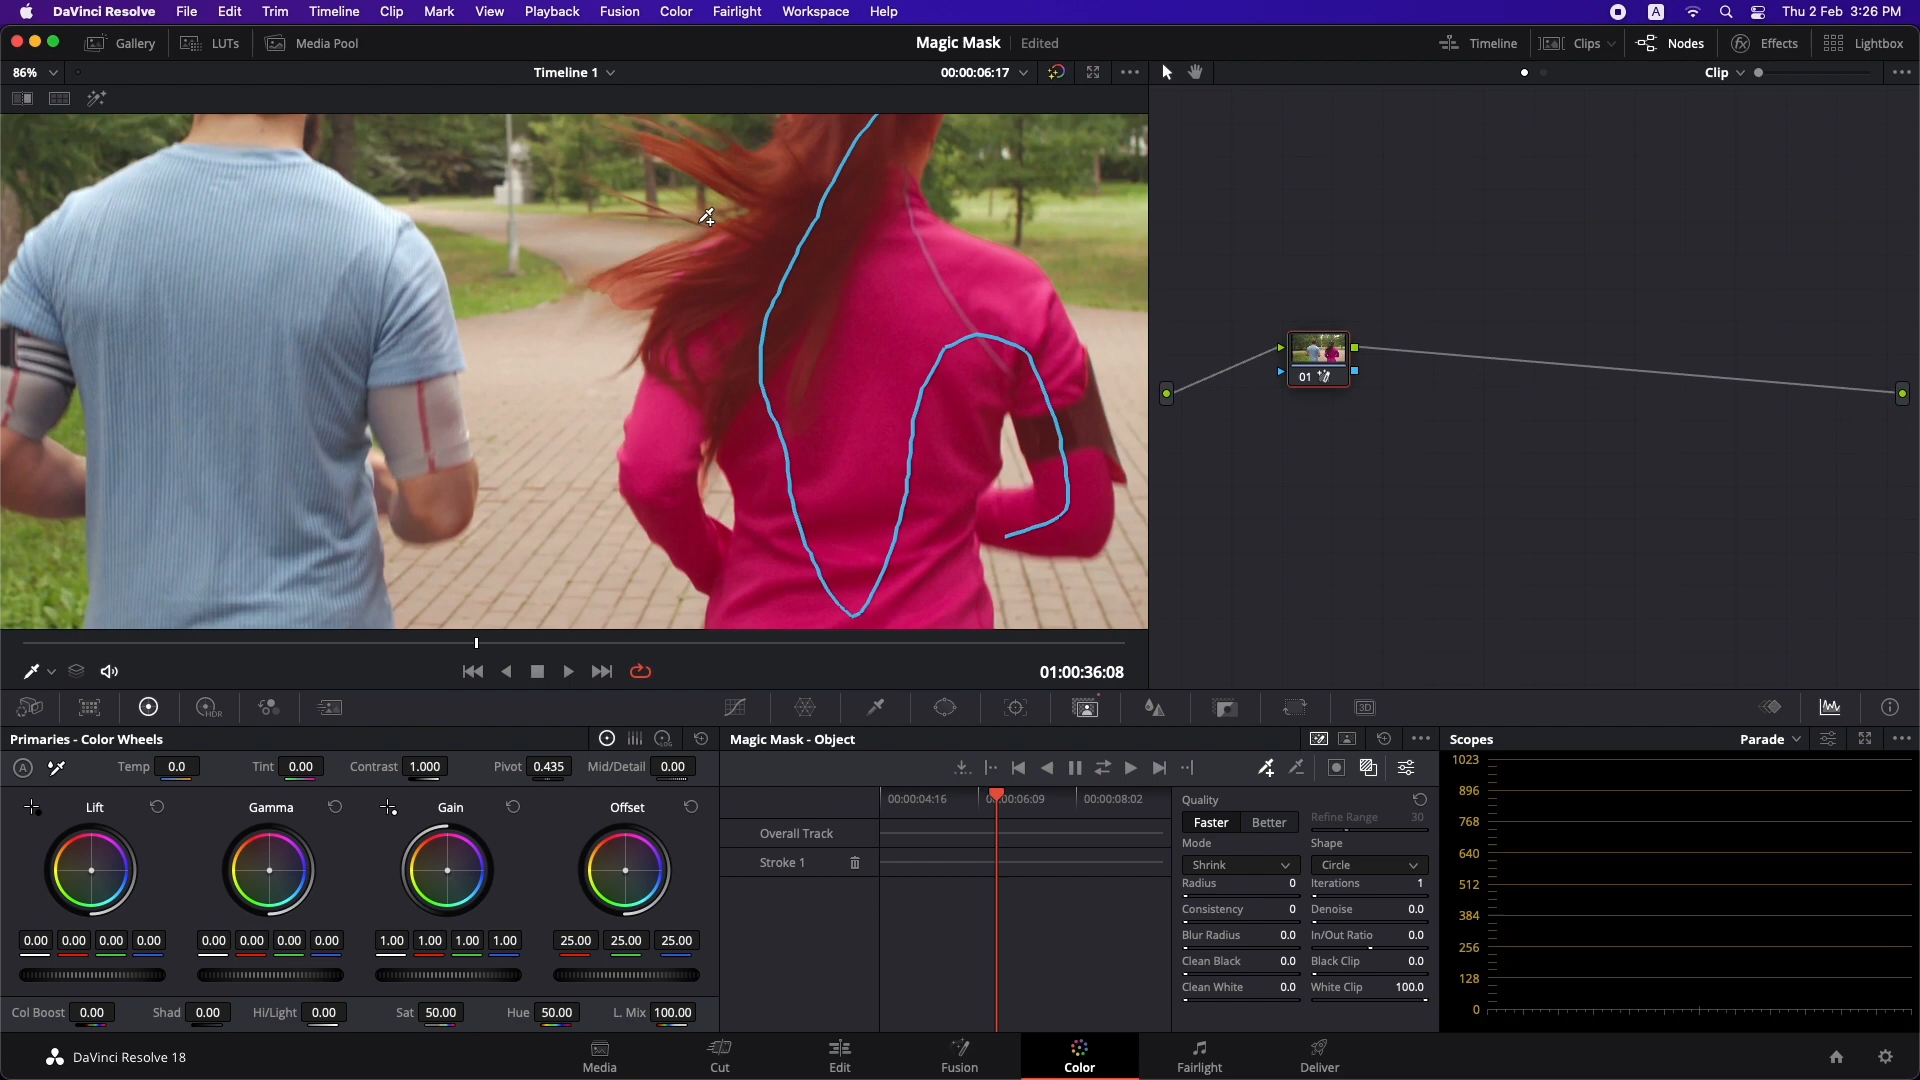 DaVinci Resolve File Edit Trim Timeline Clip Mark View Playback Fusion Color Fairlight Workspace Help A Thu 2 Feb 3:26 PM
Gallery LUTs Media Pool Magic Mask Edited Timeline Clips Nodes Effects Lightbox
86% Timeline 1 00:00:06:17 Clip
01
01:00:36:08
HDR 3D
Primaries - Color Wheels LOG Magic Mask - Object Scopes Parade
A Temp 0.0 Tint 0.00 Contrast 1.000 Pivot 0.435 Mid/Detail 0.00
Lift Gamma Gain Offset
00:00:04:16 00:00:06:09 00:00:08:02
Overall Track
Stroke 1
Quality
Faster Better Refine Range 30
Mode Shape
Shrink Circle
Radius 0 Iterations 1
Consistency 0 Denoise 0.0
Blur Radius 0.0 In/Out Ratio 0.0
Clean Black 0.0 Black Clip 0.0
Clean White 0.0 White Clip 100.0
1023
896
768
640
512
384
256
128
0
0.00 0.00 0.00 0.00 0.00 0.00 0.00 0.00 1.00 1.00 1.00 1.00 25.00 25.00 25.00
Col Boost 0.00 Shad 0.00 Hi/Light 0.00 Sat 50.00 Hue 50.00 L. Mix 100.00
DaVinci Resolve 18 Media Cut Edit Fusion Color Fairlight Deliver